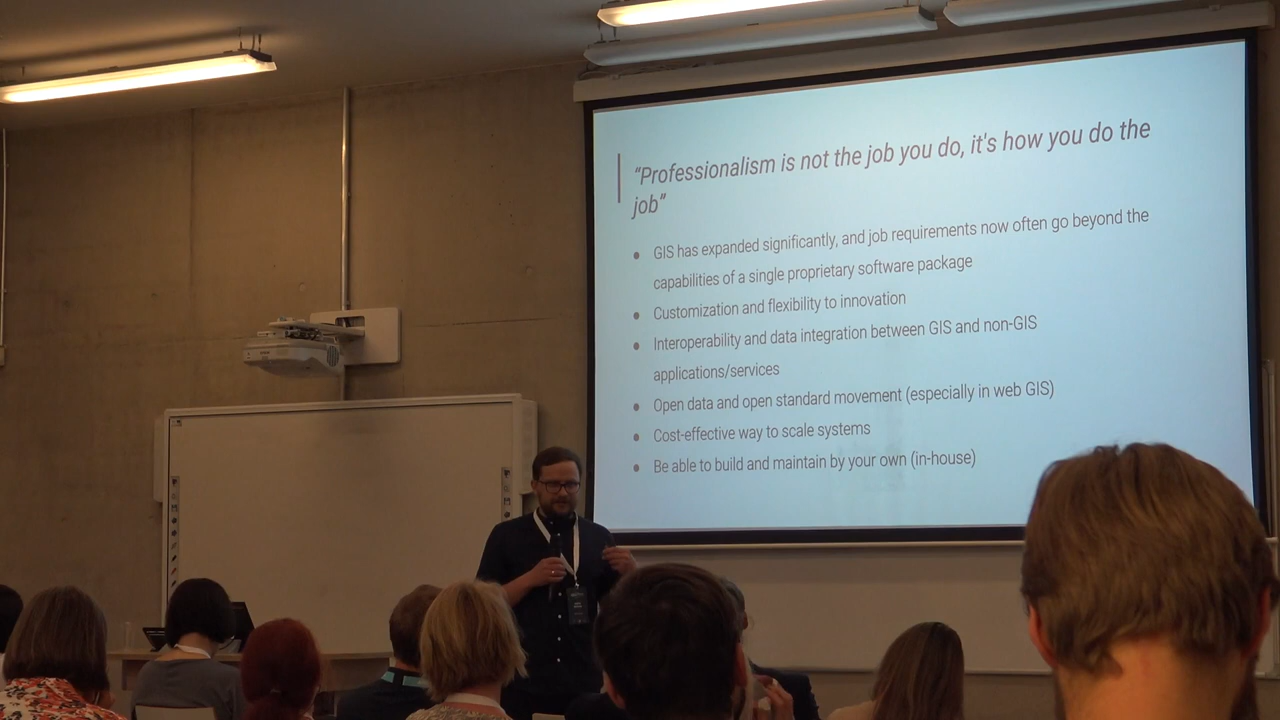 “Professionalism is not the job you do, it's how you do the
job”
• GIS has expanded significantly, and job requirements now often go beyond the
capabilities of a single proprietary software package
• Customization and flexibility to innovation
• Interoperability and data integration between GIS and non-GIS
applications/services
• Open data and open standard movement (especially in web GIS)
• Cost-effective way to scale systems
• Be able to build and maintain by your own (in-house)